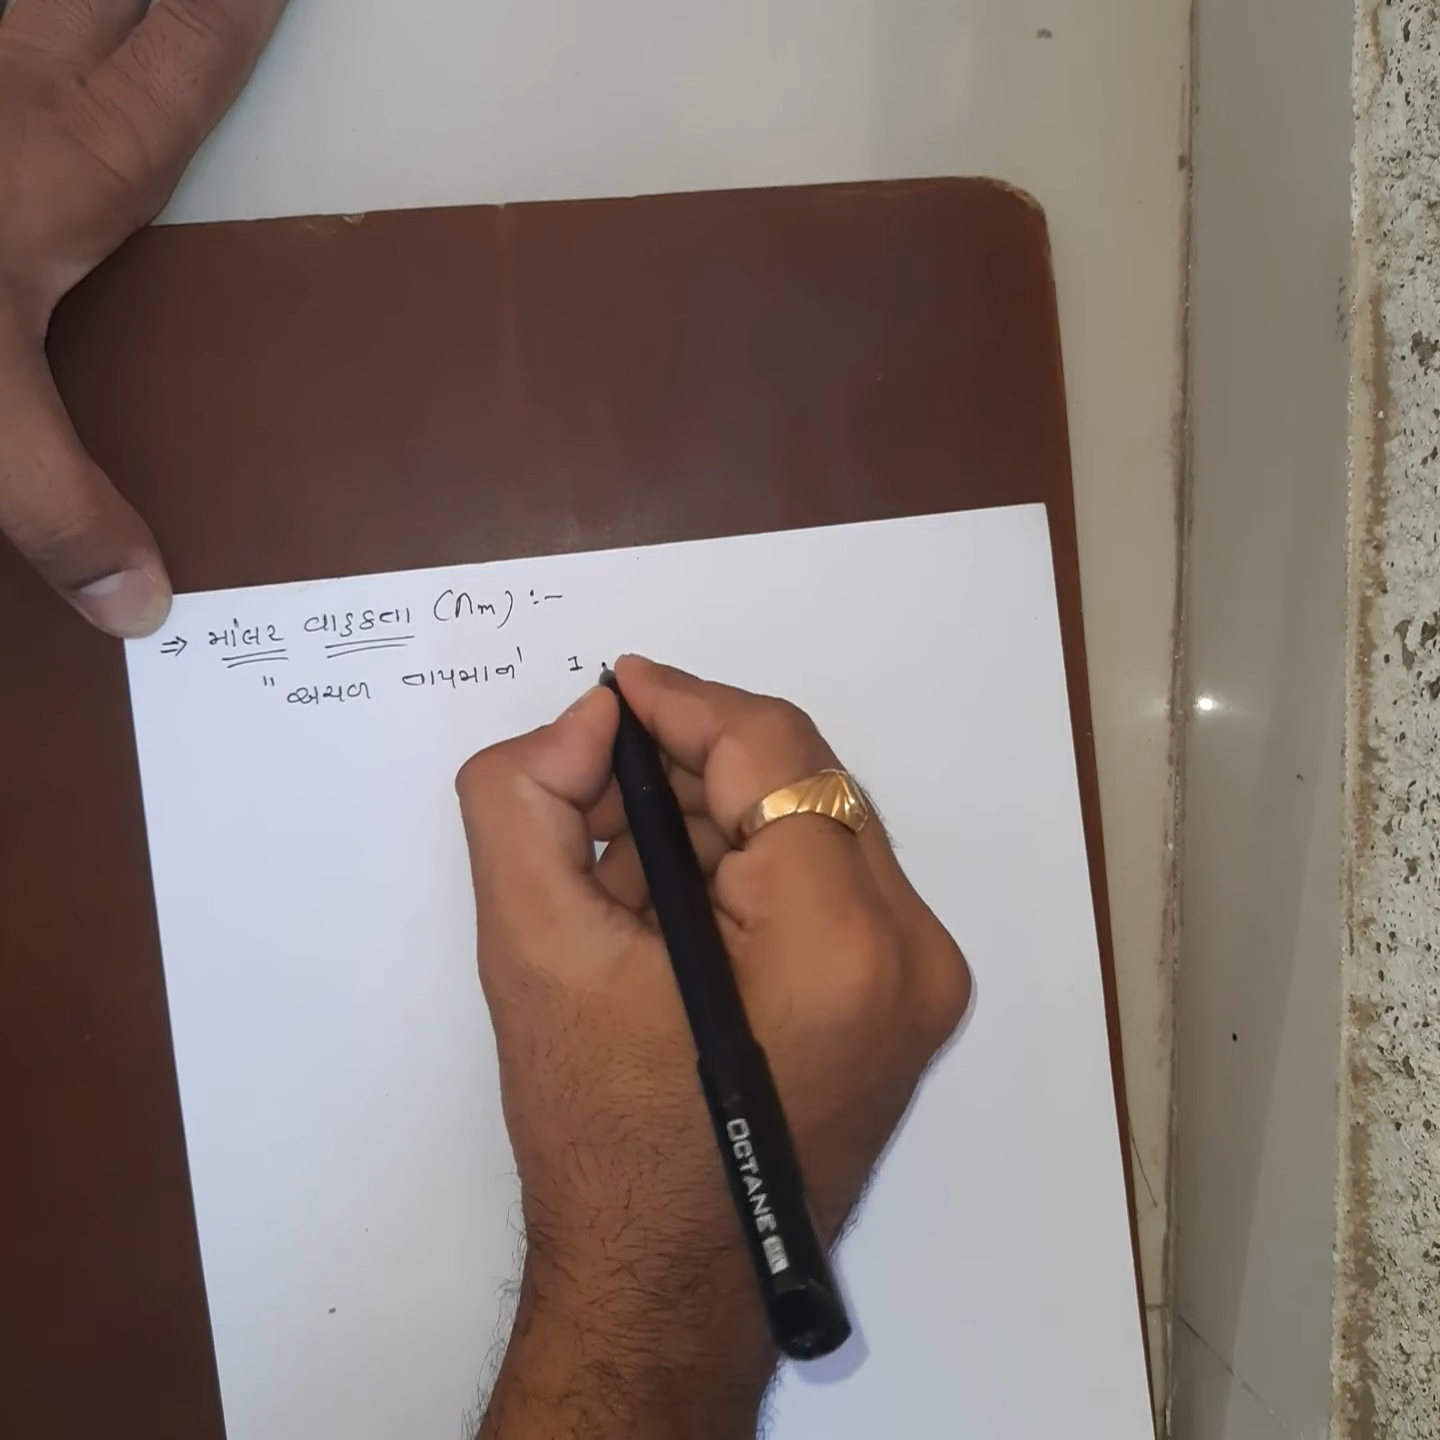 ⇒ મોલર વાહકતા (Λm) :-
" અચળ તાપમાને 1
OCTANE